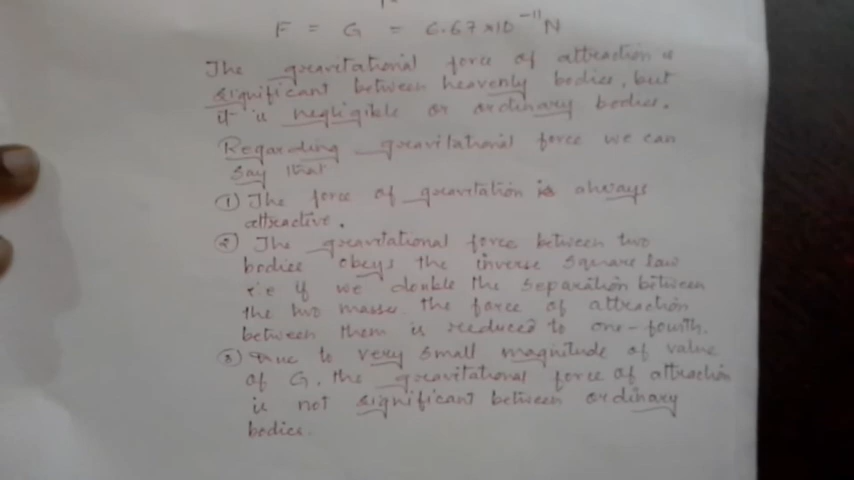 F = G = 6.67 × 10⁻¹¹ N
The gravitational force of attraction is
significant between heavenly bodies, but
it is negligible or ordinary bodies.
Regarding gravitational force we can
say that
① The force of gravitation is always
attractive.
② The gravitational force between two
bodies obeys the inverse square law
i.e if we double the separation between
the two masses the force of attraction
between them is reduced to one-fourth.
③ Due to very small magnitude of value
of G, the gravitational force of attraction
is not significant between ordinary
bodies.